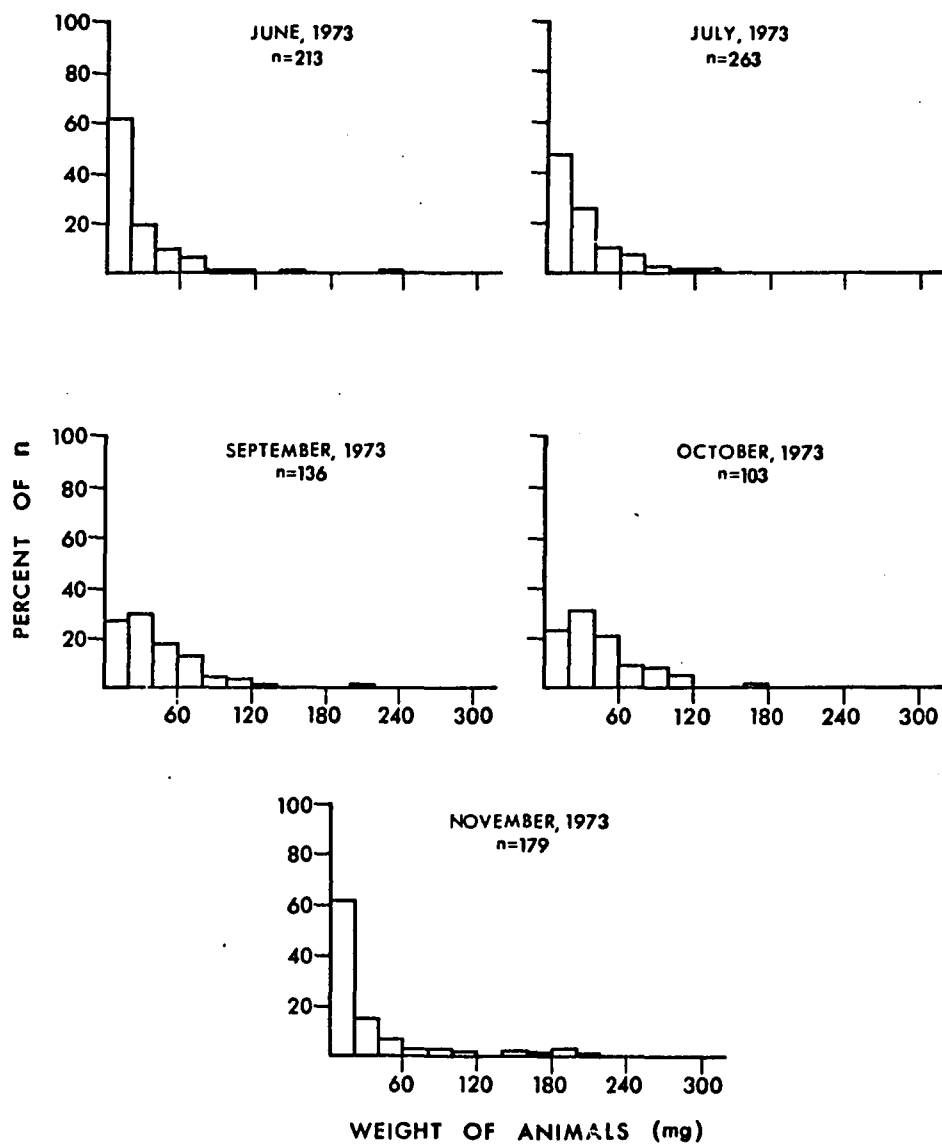 JUNE, 1973
n=213
100
80
60
40
20
JULY, 1973
n=263
PERCENT OF n
SEPTEMBER, 1973
n=136
100
80
60
40
20
60 120 180 240 300
OCTOBER, 1973
n=103
60 120 180 240 300
NOVEMBER, 1973
n=179
100
80
60
40
20
60 120 180 240 300
WEIGHT OF ANIMALS (mg)